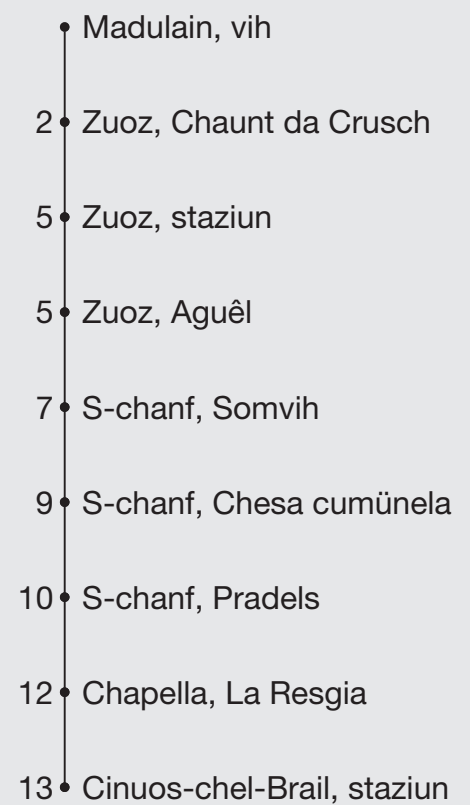 Madulain, vih
2 Zuoz, Chaunt da Crusch
5 Zuoz, staziun
5 Zuoz, Aguêl
7 S-chanf, Somvih
9 S-chanf, Chesa cumünela
10 S-chanf, Pradels
12 Chapella, La Resgia
13 Cinuos-chel-Brail, staziun